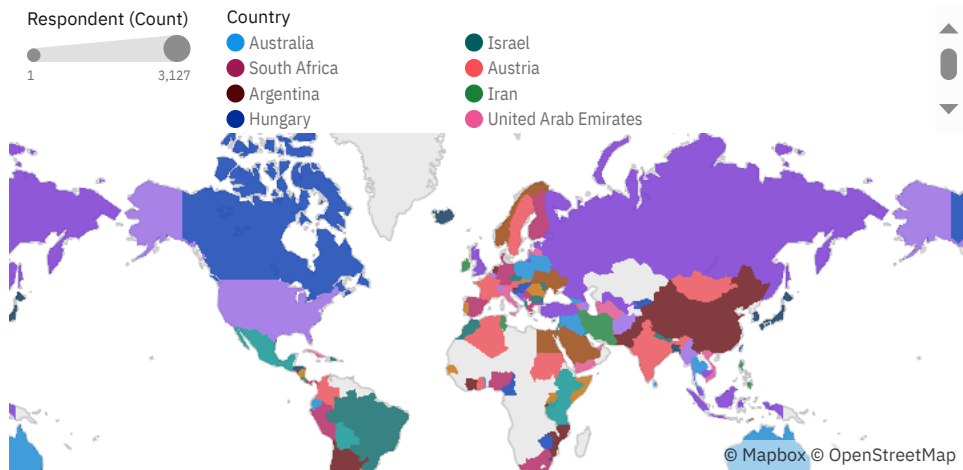 Respondent (Count)
1 3,127
Country
Australia
South Africa
Argentina
Hungary
Israel
Austria
Iran
United Arab Emirates
© Mapbox © OpenStreetMap